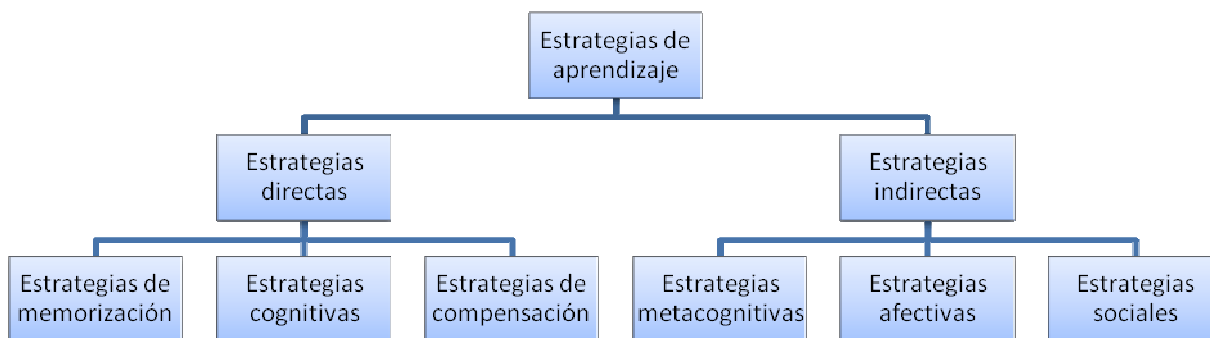 Estrategias de
aprendizaje
Estrategias
directas
Estrategias
indirectas
Estrategias de
memorización
Estrategias
cognitivas
Estrategias de
compensación
Estrategias
metacognitivas
Estrategias
afectivas
Estrategias
sociales